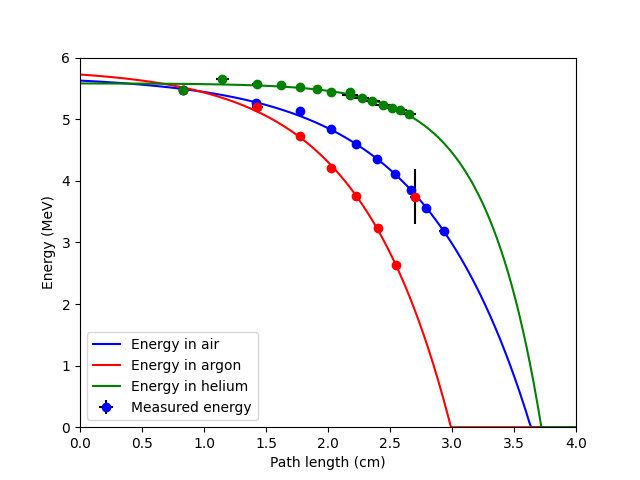 6
5
4
3
2
1
0
Energy (MeV)
Energy in air
Energy in argon
Energy in helium
Measured energy
0.0 0.5 1.0 1.5 2.0 2.5 3.0 3.5 4.0
Path length (cm)